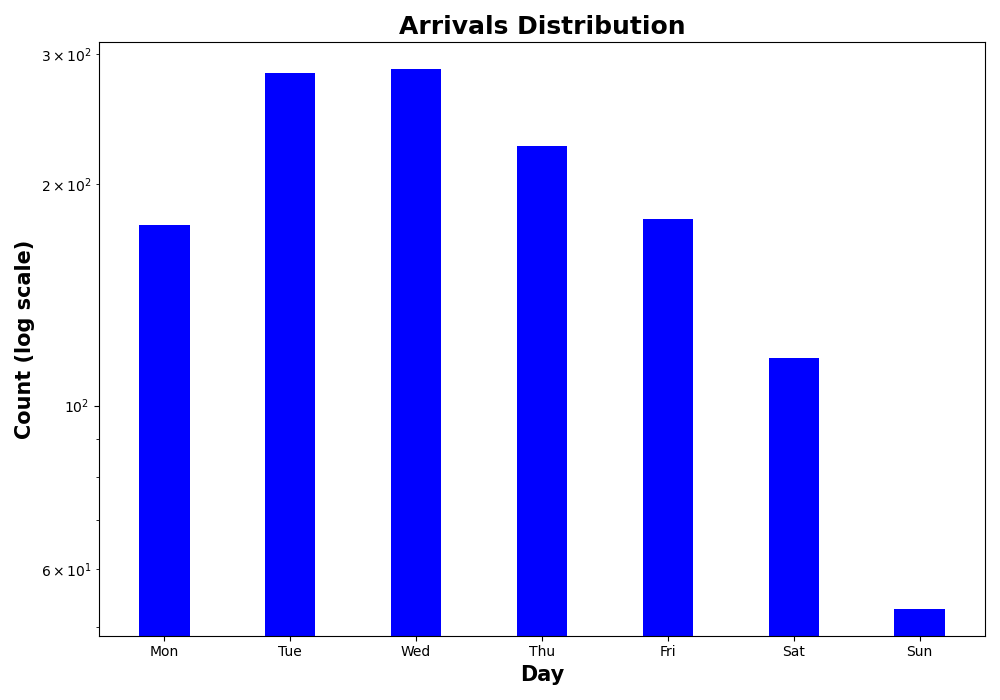 Arrivals Distribution
3 × 10²
2 × 10²
10²
6 × 10¹
Count (log scale)
Mon Tue Wed Thu Fri Sat Sun
Day